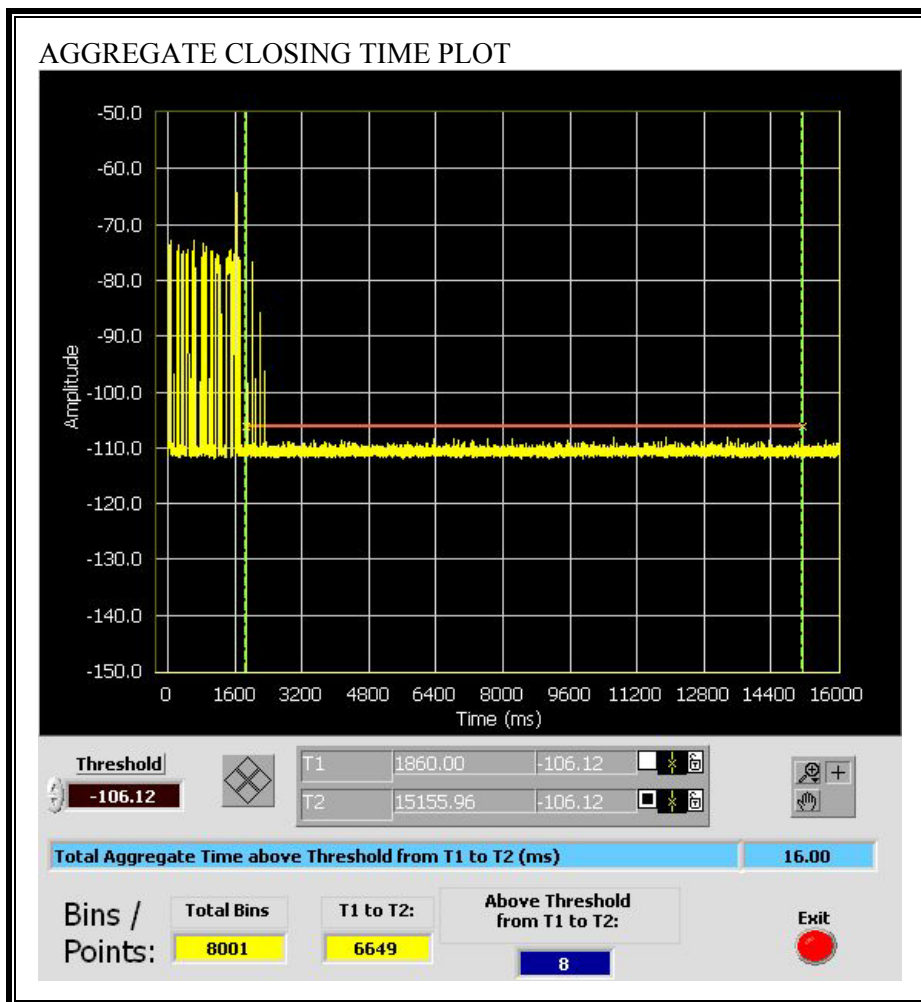 AGGREGATE CLOSING TIME PLOT
-50.0
-60.0
-70.0
-80.0
-90.0
-100.0
-110.0
-120.0
-130.0
-140.0
-150.0
Amplitude
0 1600 3200 4800 6400 8000 9600 11200 12800 14400 16000
Time (ms)
Threshold
-106.12
T1 1860.00 -106.12
T2 15155.96 -106.12
Total Aggregate Time above Threshold from T1 to T2 (ms) 16.00
Bins /
Points:
Total Bins
8001
T1 to T2:
6649
Above Threshold
from T1 to T2:
8
Exit